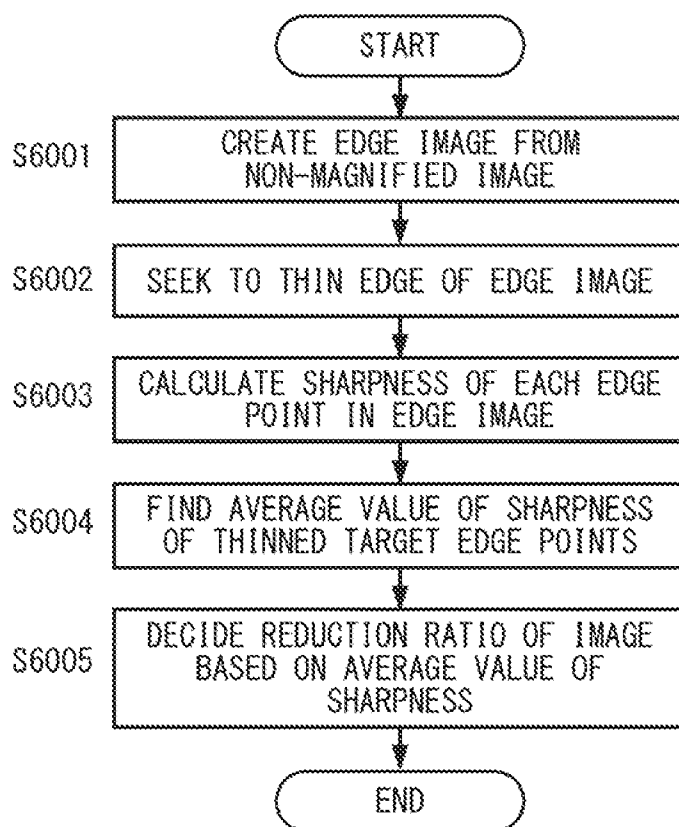 START
S6001
CREATE EDGE IMAGE FROM
NON-MAGNIFIED IMAGE
S6002
SEEK TO THIN EDGE OF EDGE IMAGE
S6003
CALCULATE SHARPNESS OF EACH EDGE
POINT IN EDGE IMAGE
S6004
FIND AVERAGE VALUE OF SHARPNESS
OF THINNED TARGET EDGE POINTS
S6005
DECIDE REDUCTION RATIO OF IMAGE
BASED ON AVERAGE VALUE OF
SHARPNESS
END